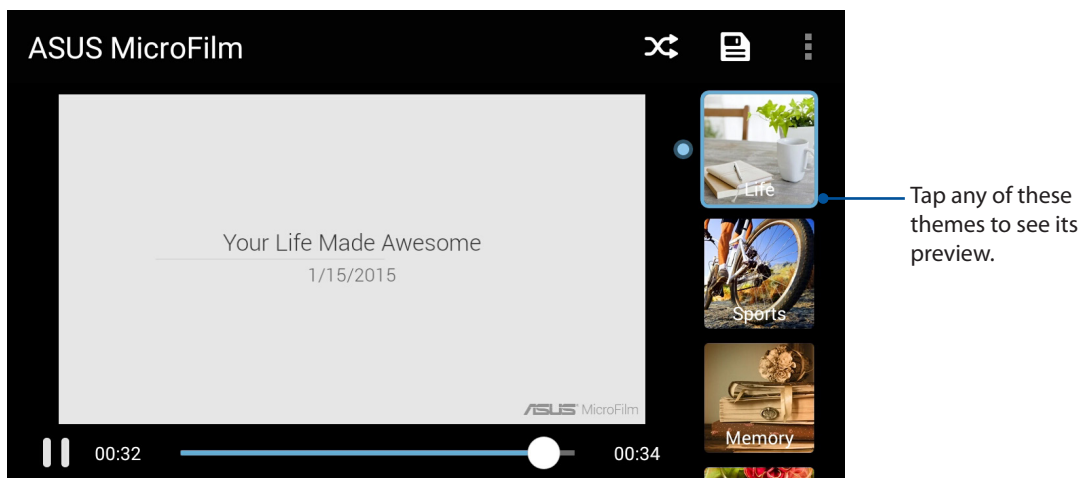 ASUS MicroFilm
Life
Your Life Made Awesome
1/15/2015
ASUS MicroFilm
Sports
Memory
00:32
00:34
Tap any of these
themes to see its
preview.